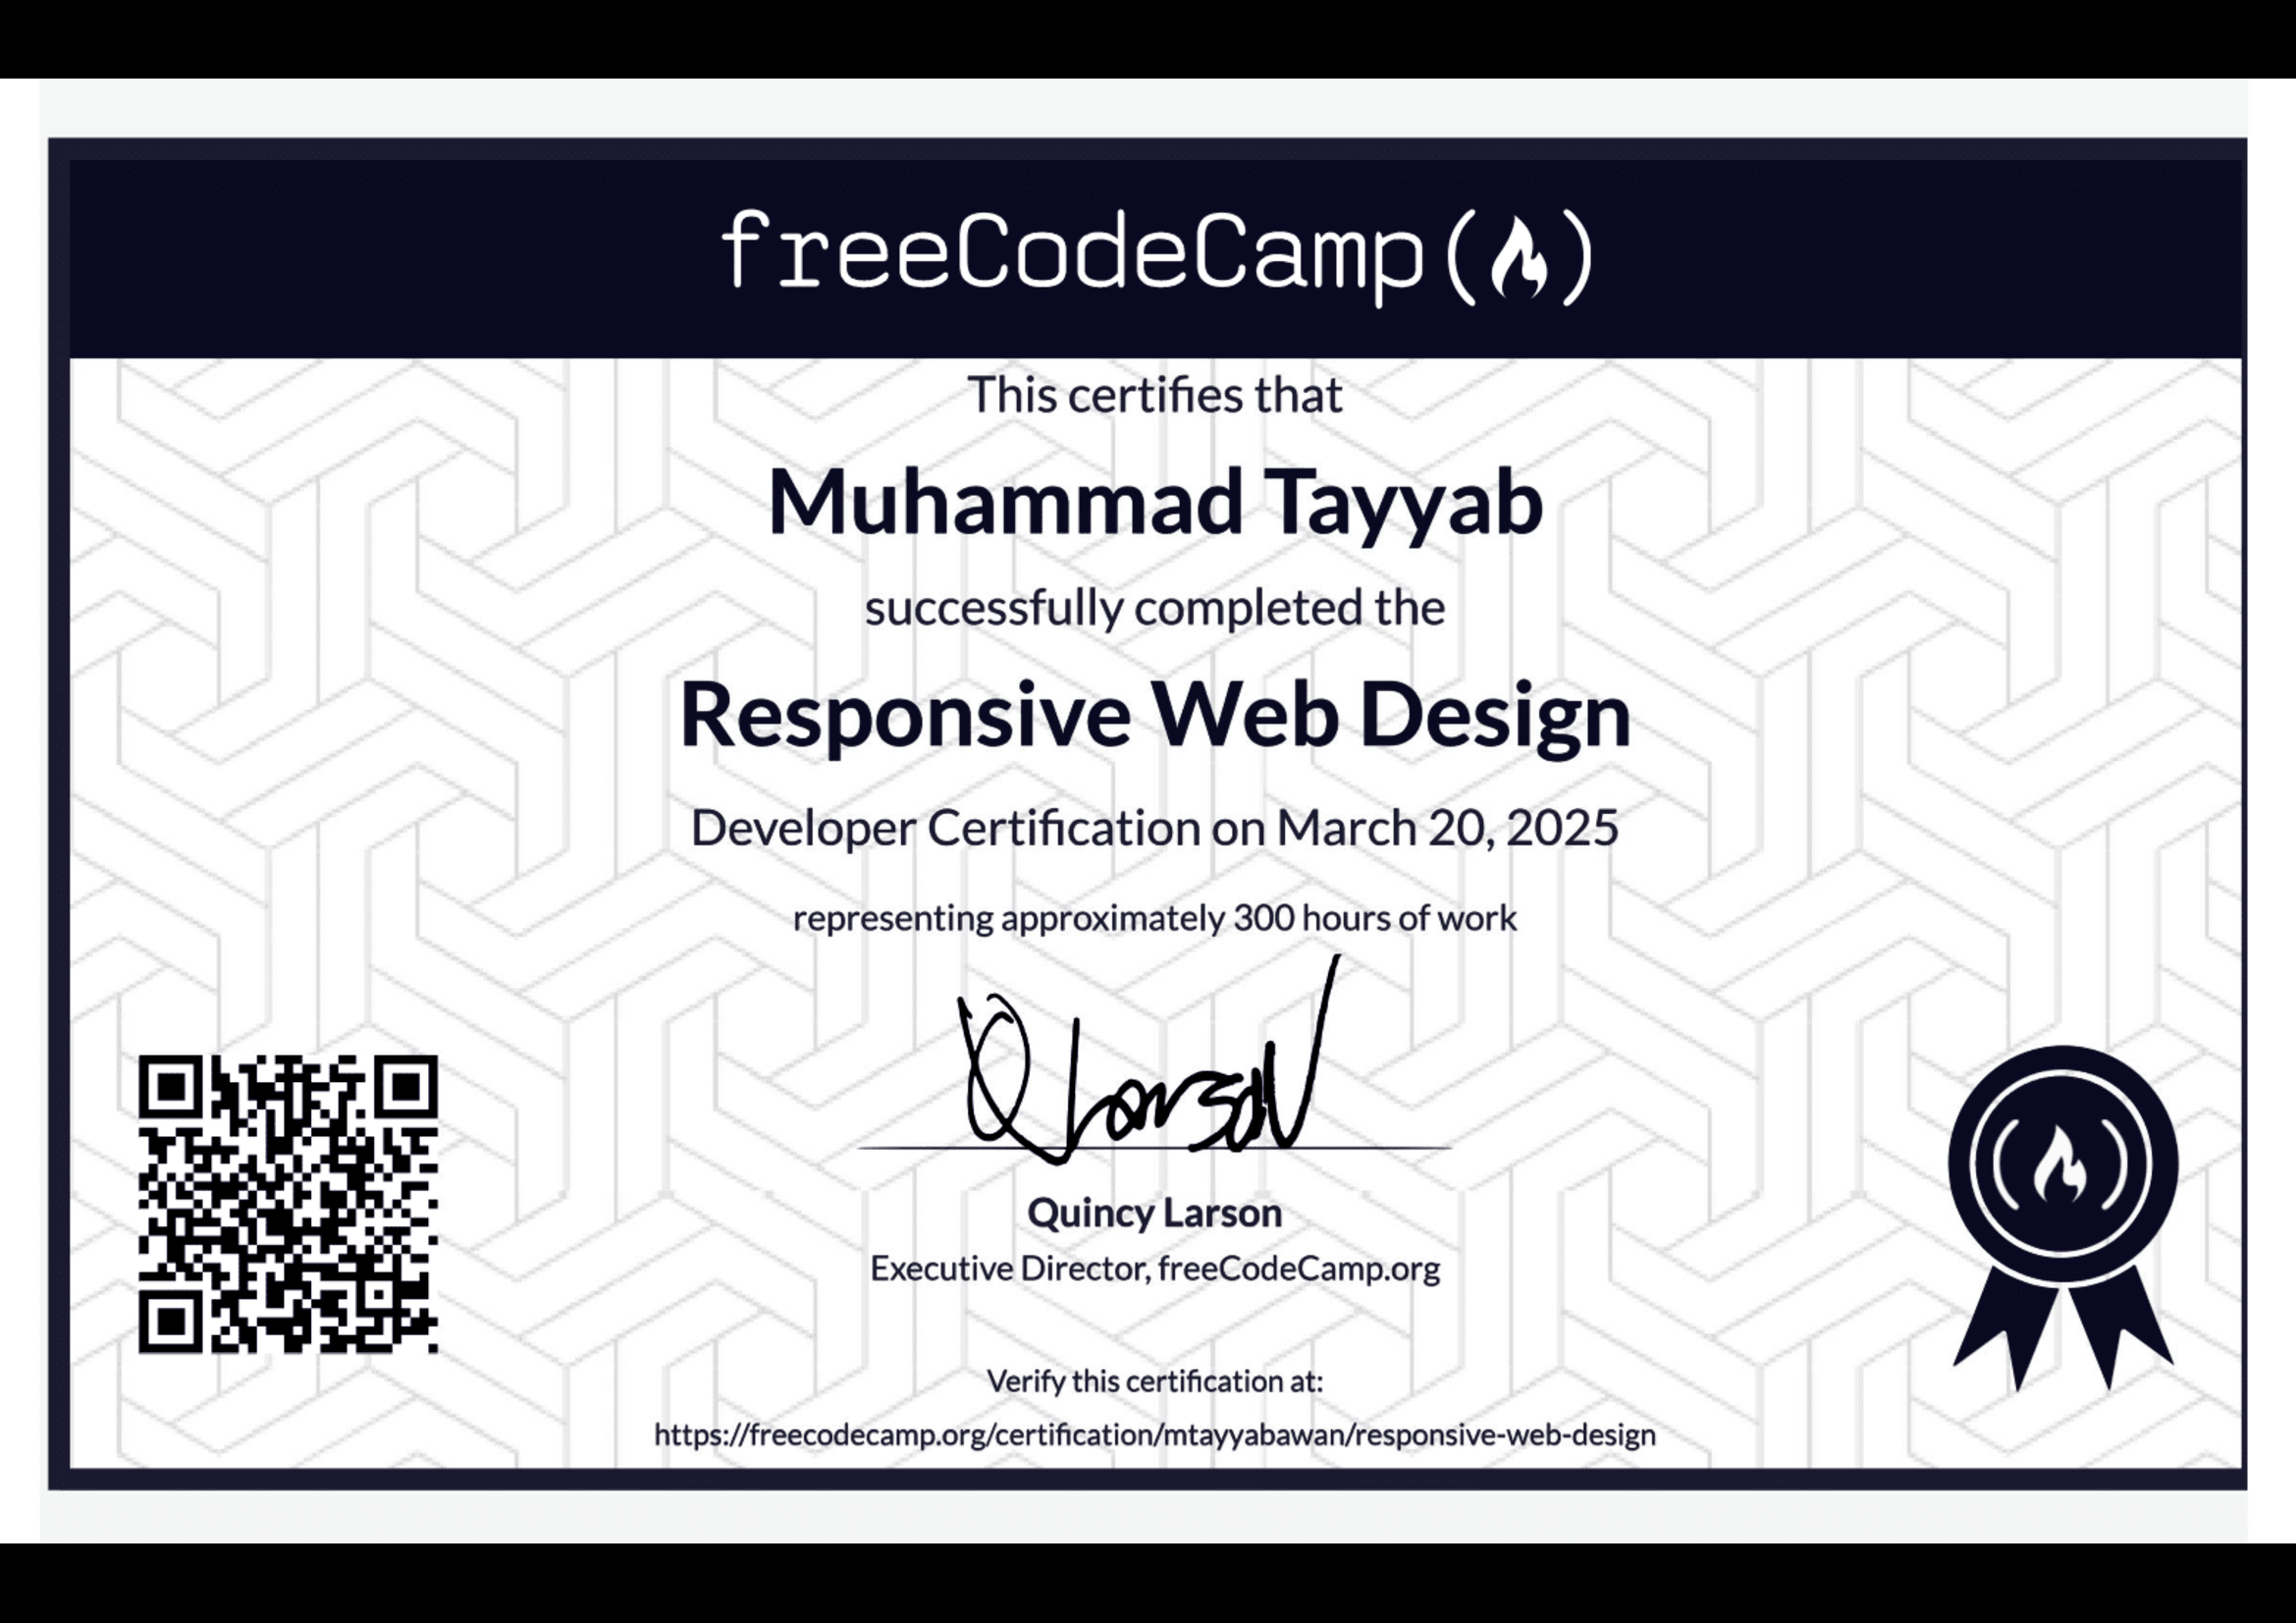 freeCodeCamp
This certifies that
Muhammad Tayyab
successfully completed the
Responsive Web Design
Developer Certification on March 20, 2025
representing approximately 300 hours of work
Q Larson
Quincy Larson
Executive Director, freeCodeCamp.org
Verify this certification at:
https://freecodecamp.org/certification/mtayyabawan/responsive-web-design